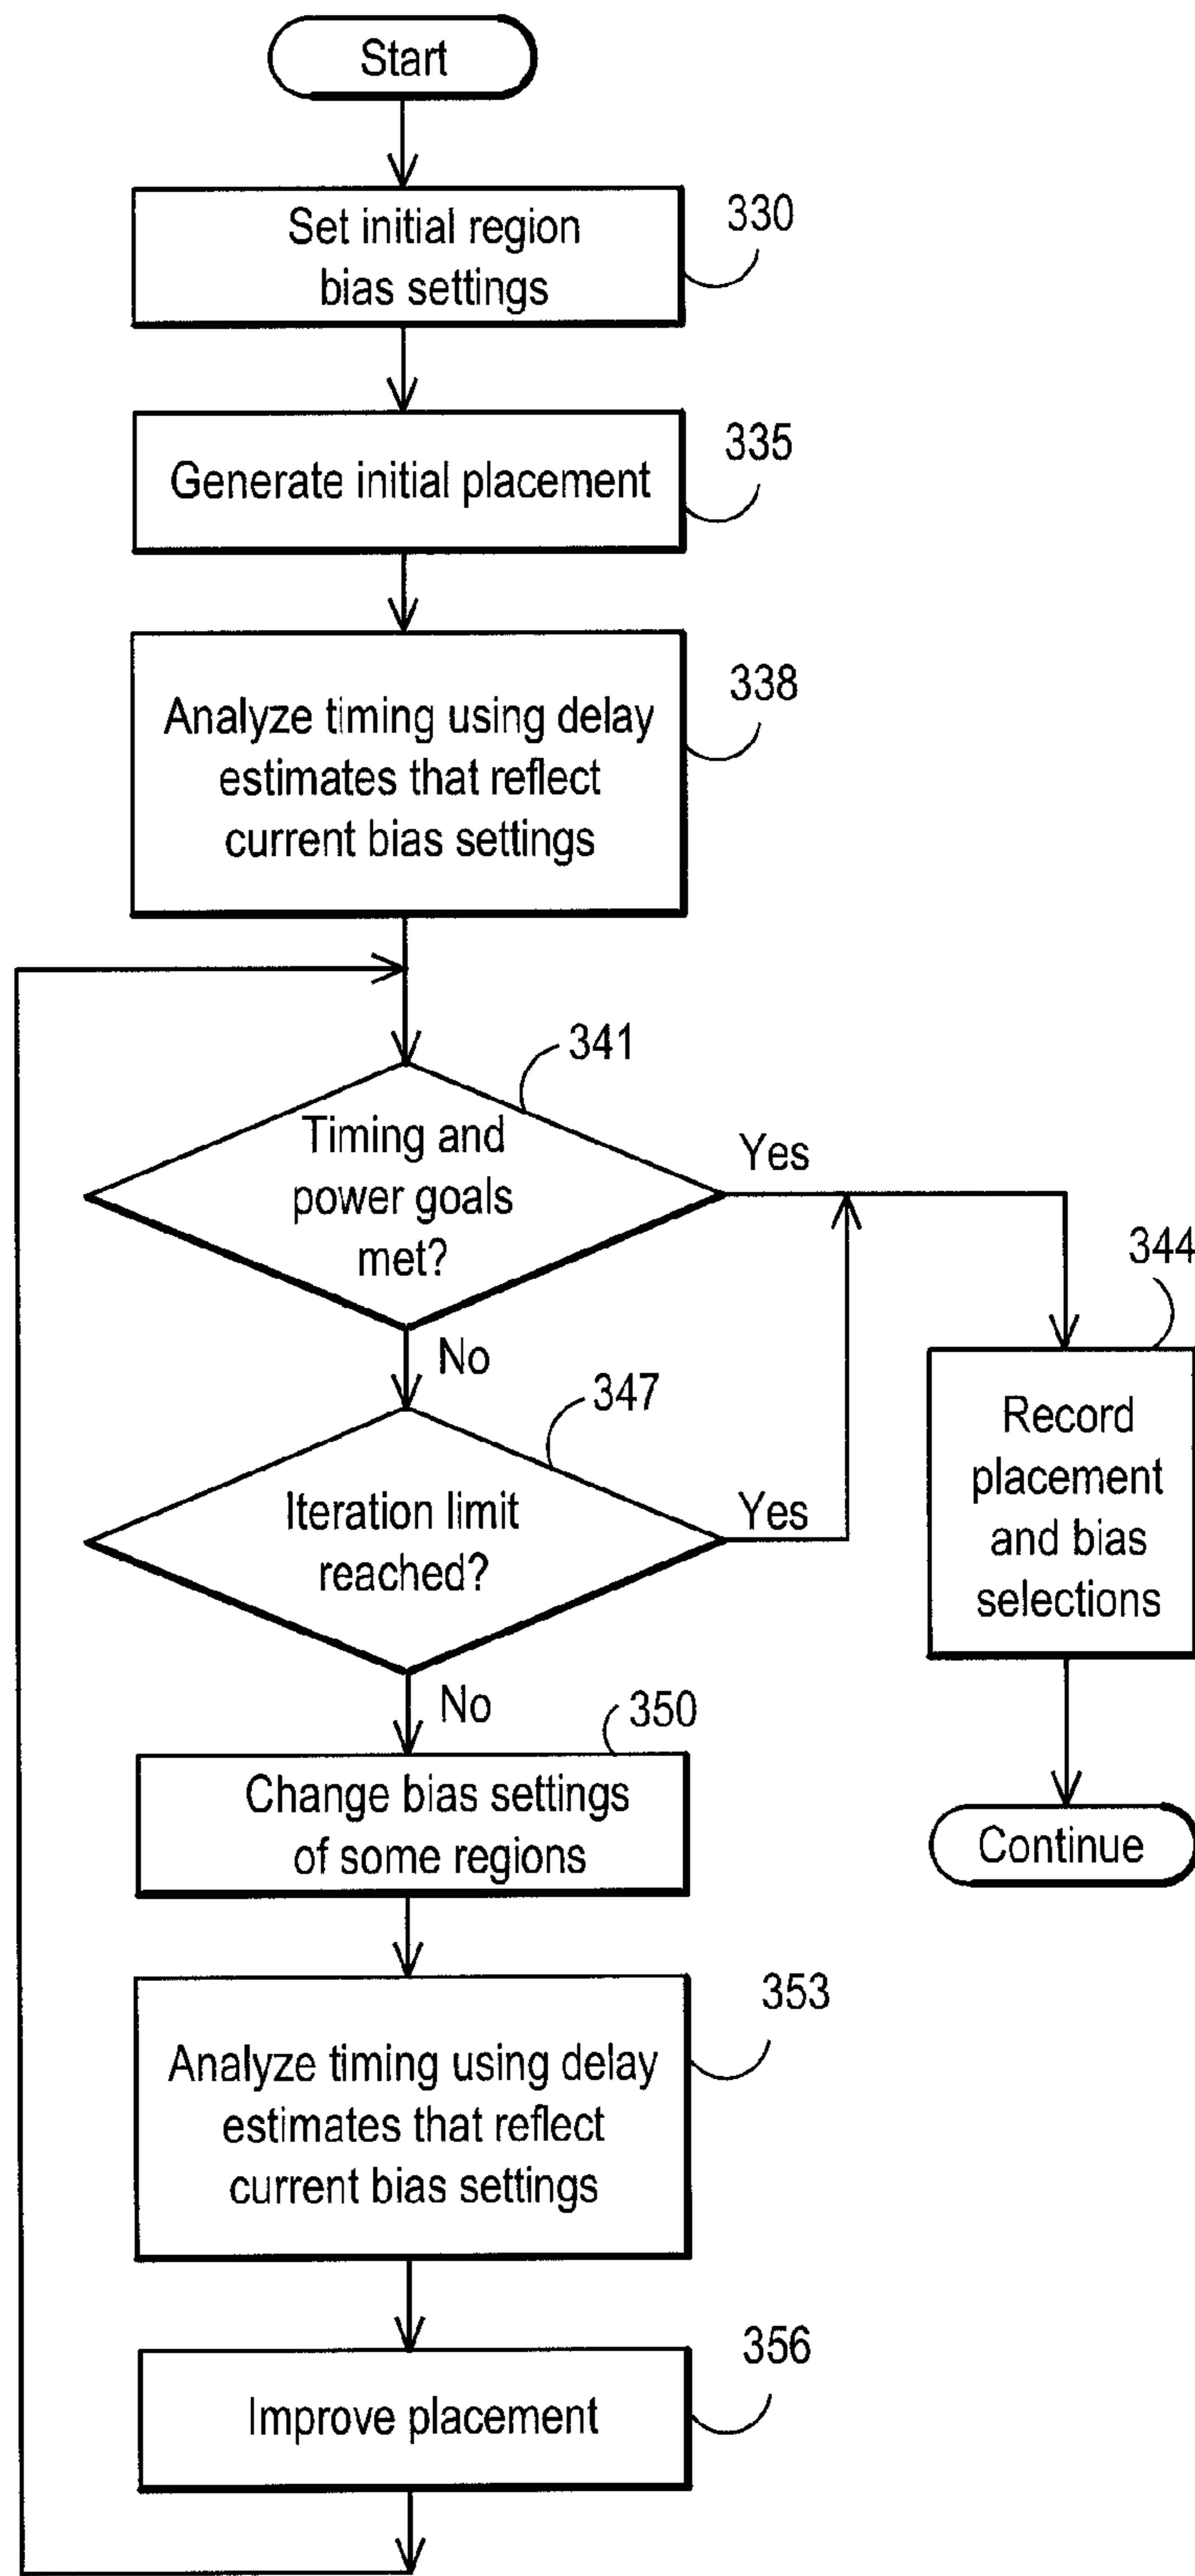 Start
Set initial region
bias settings
330
Generate initial placement
335
Analyze timing using delay
estimates that reflect
current bias settings
338
341
Timing and
power goals
met?
Yes
No
344
Record
placement
and bias
selections
347
Iteration limit
reached?
Yes
No
350
Change bias settings
of some regions
Continue
353
Analyze timing using delay
estimates that reflect
current bias settings
356
Improve placement